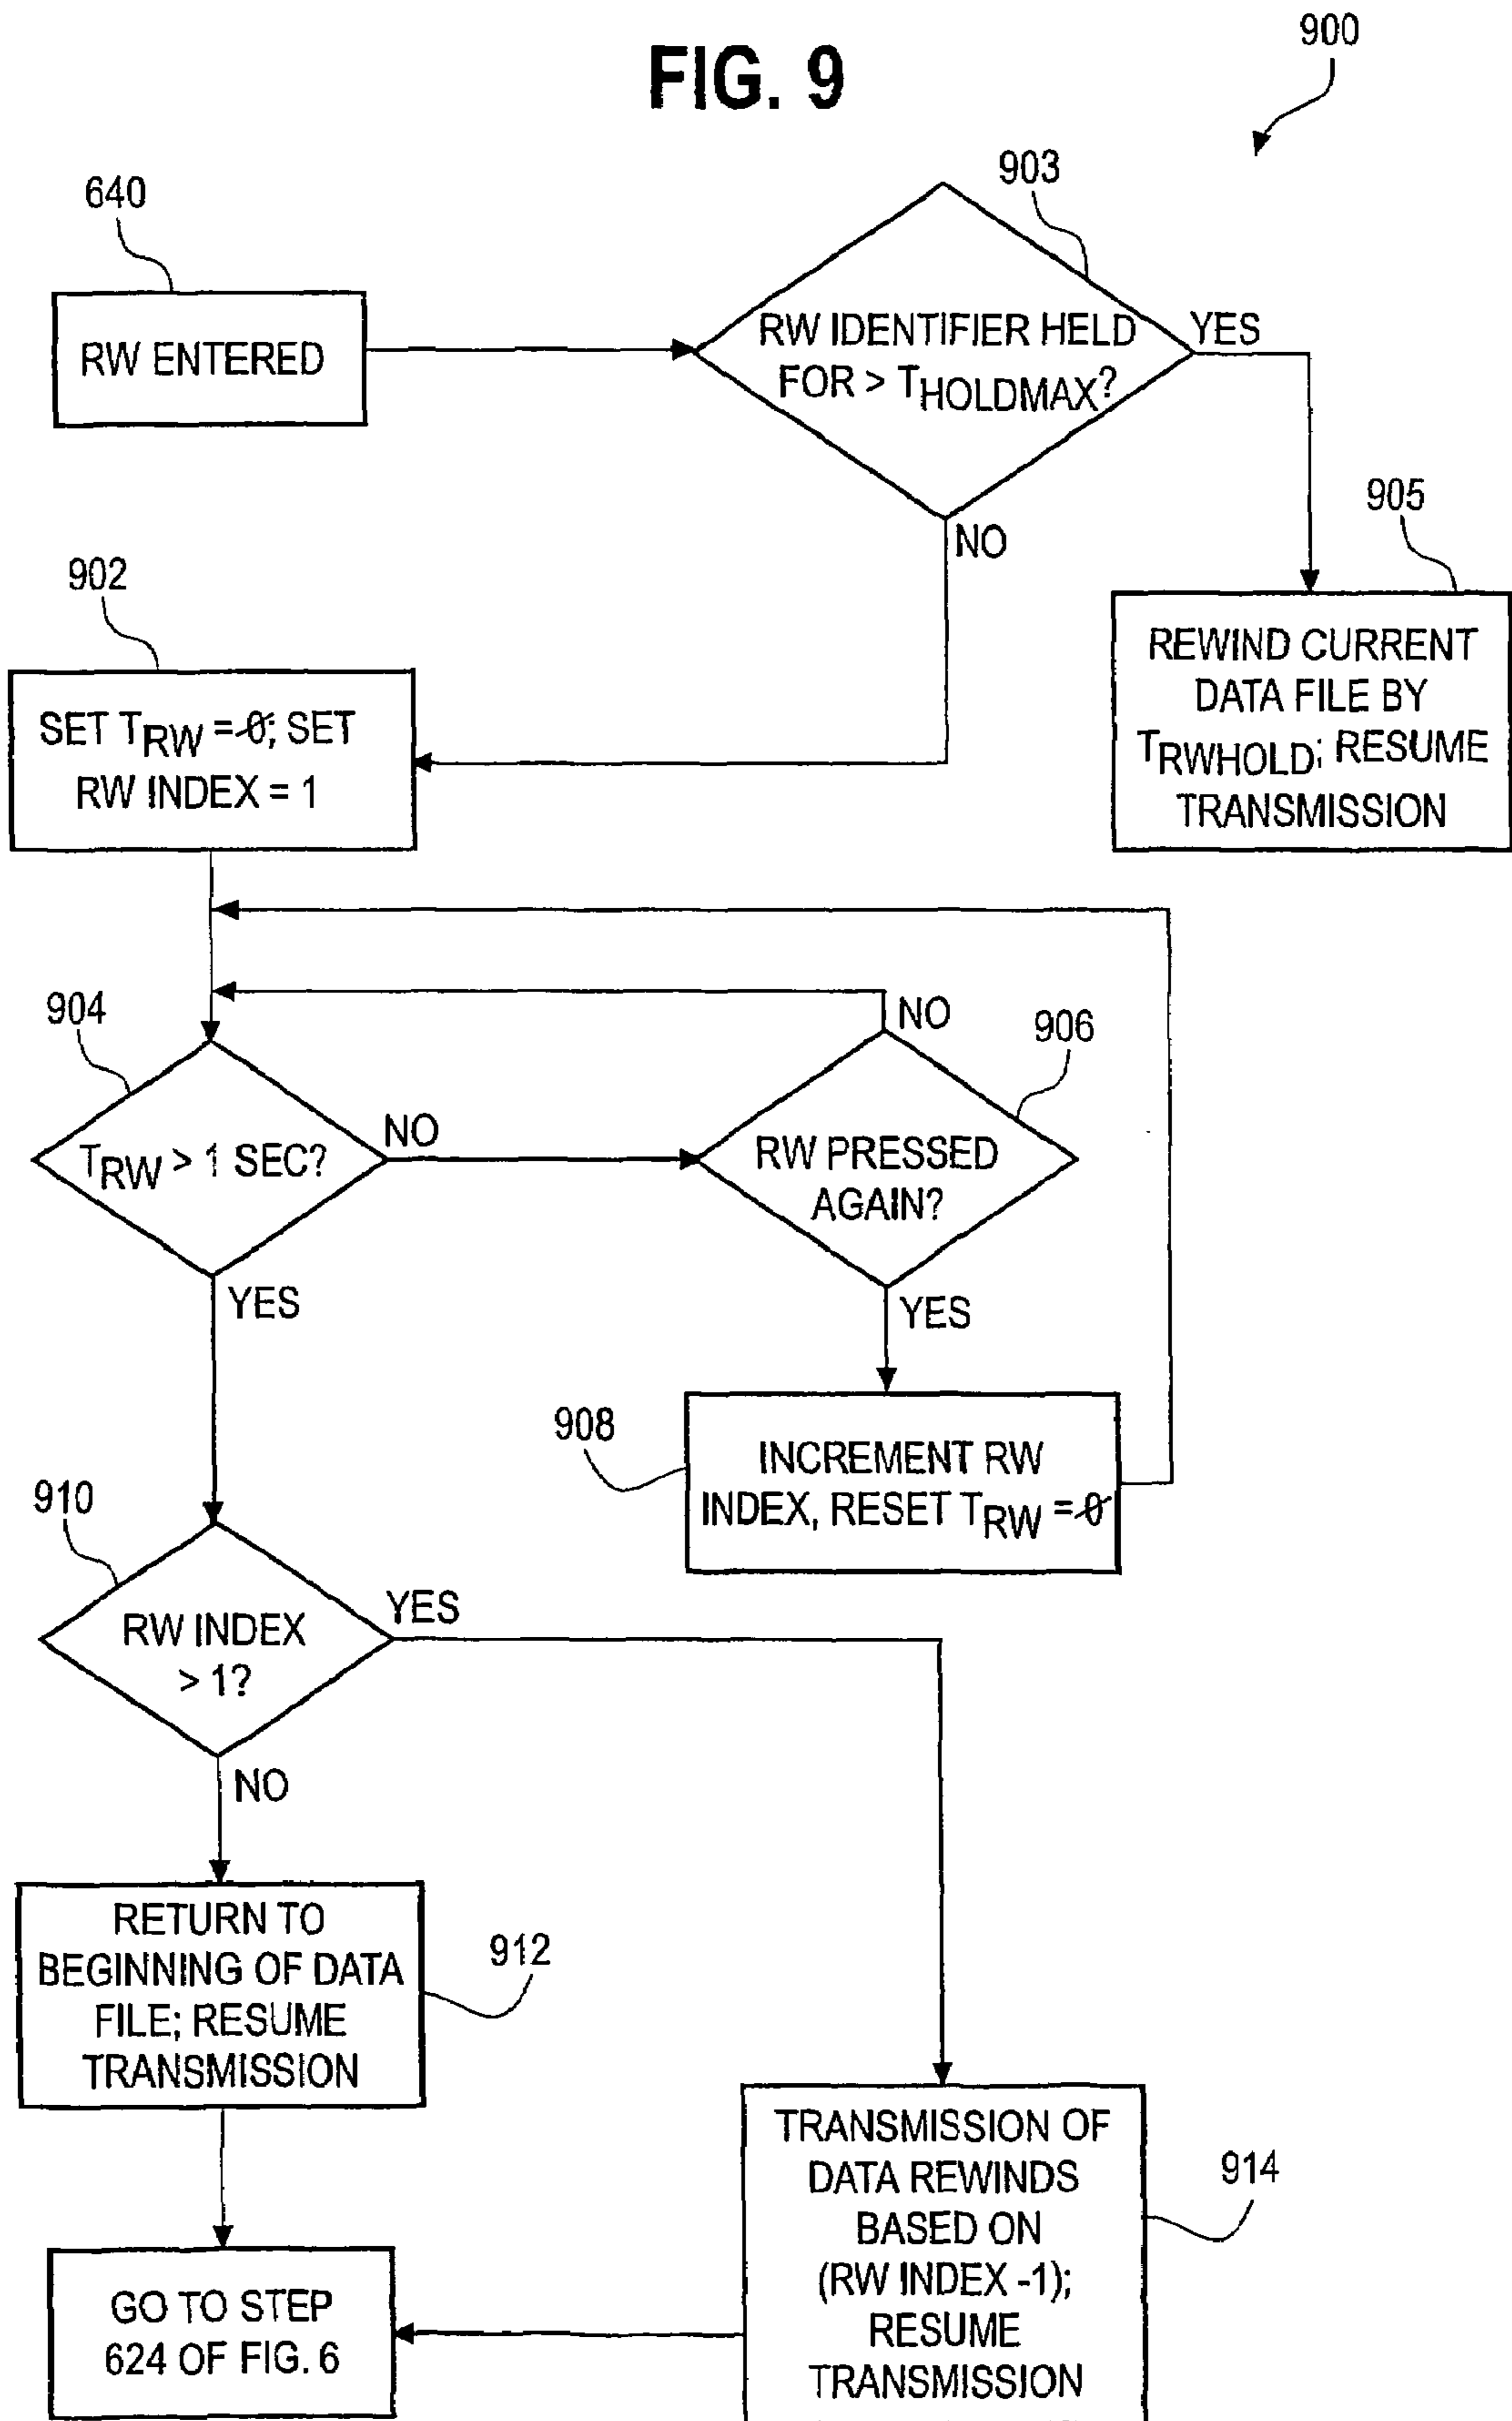 FIG. 9
900
640
RW ENTERED
903
RW IDENTIFIER HELD
FOR > THOLDMAX?
YES
NO
905
REWIND CURRENT
DATA FILE BY
TRWHOLD; RESUME
TRANSMISSION
902
SET TRW = 0; SET
RW INDEX = 1
904
TRW > 1 SEC?
NO
YES
906
NO
RW PRESSED
AGAIN?
YES
908
INCREMENT RW
INDEX, RESET TRW = 0
910
RW INDEX
> 1?
YES
NO
912
RETURN TO
BEGINNING OF DATA
FILE; RESUME
TRANSMISSION
914
TRANSMISSION OF
DATA REWINDS
BASED ON
(RW INDEX -1);
RESUME
TRANSMISSION
GO TO STEP
624 OF FIG. 6